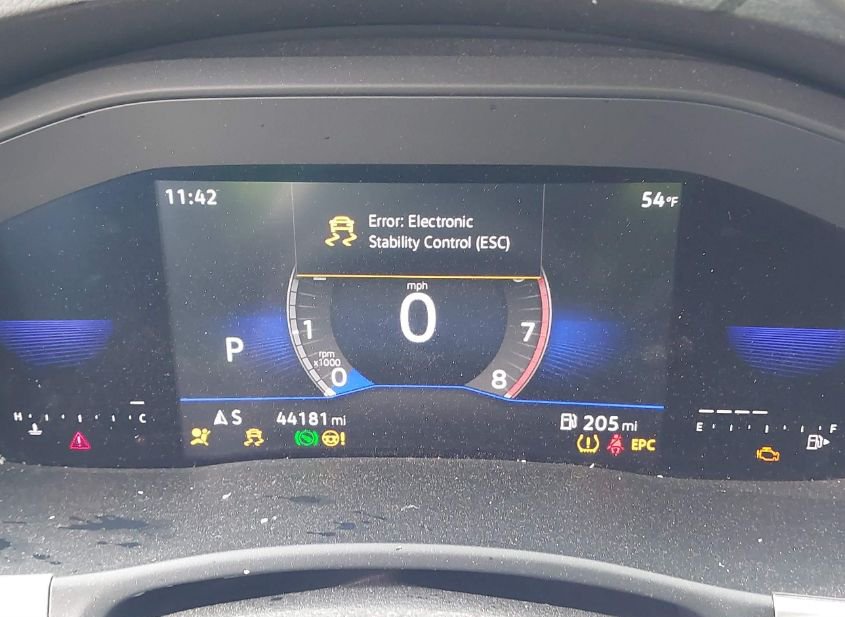 11:42
54°F
Error: Electronic
Stability Control (ESC)
mph
0
1
7
rpm
x1000
0
8
P
S
44181 mi
205 mi
H
C
E
F
EPC